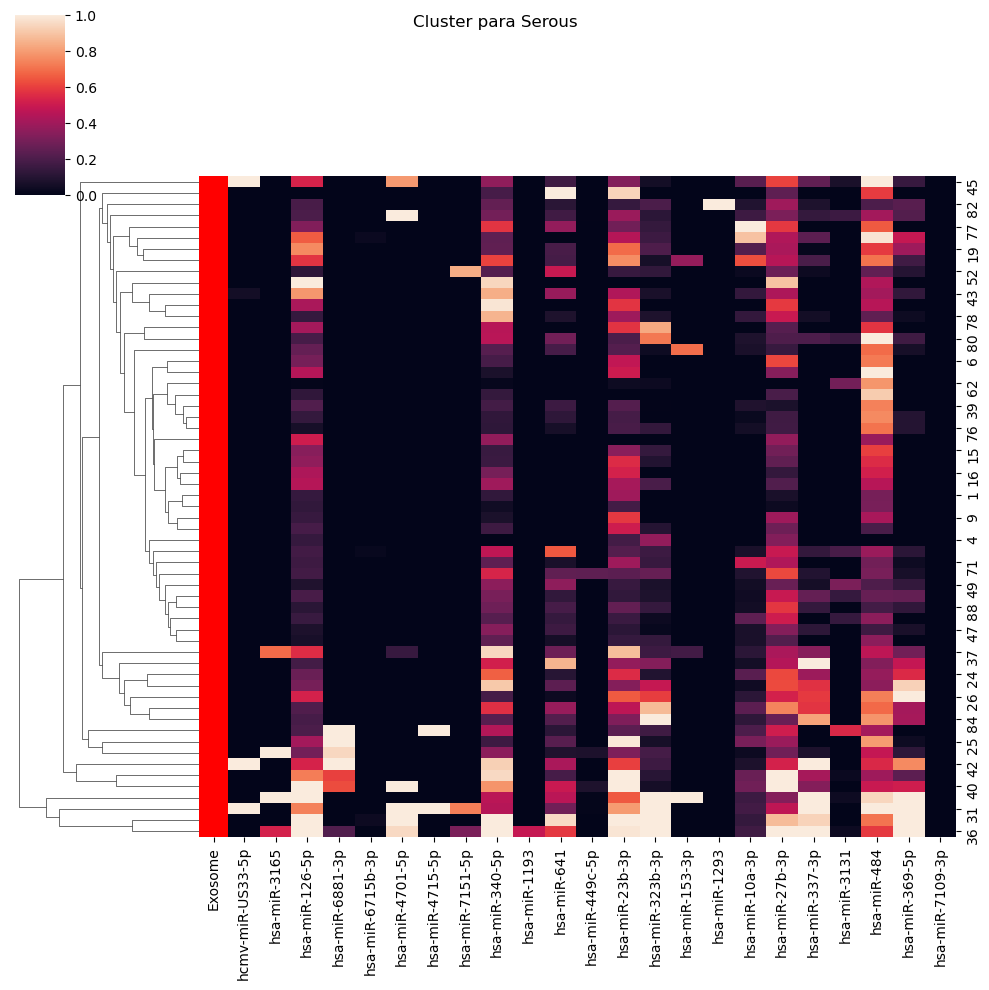 Cluster para Serous
1.0
0.8
0.6
0.4
0.2
0.0
45
82
77
19
52
43
78
80
6
62
39
76
15
16
1
9
4
71
49
88
47
37
24
26
84
25
42
40
31
36
Exosome
hcmv-miR-US33-5p
hsa-miR-3165
hsa-miR-126-5p
hsa-miR-6881-3p
hsa-miR-6715b-3p
hsa-miR-4701-5p
hsa-miR-4715-5p
hsa-miR-7151-5p
hsa-miR-340-5p
hsa-miR-1193
hsa-miR-641
hsa-miR-449c-5p
hsa-miR-23b-3p
hsa-miR-323b-3p
hsa-miR-153-3p
hsa-miR-1293
hsa-miR-10a-3p
hsa-miR-27b-3p
hsa-miR-337-3p
hsa-miR-3131
hsa-miR-484
hsa-miR-369-5p
hsa-miR-7109-3p